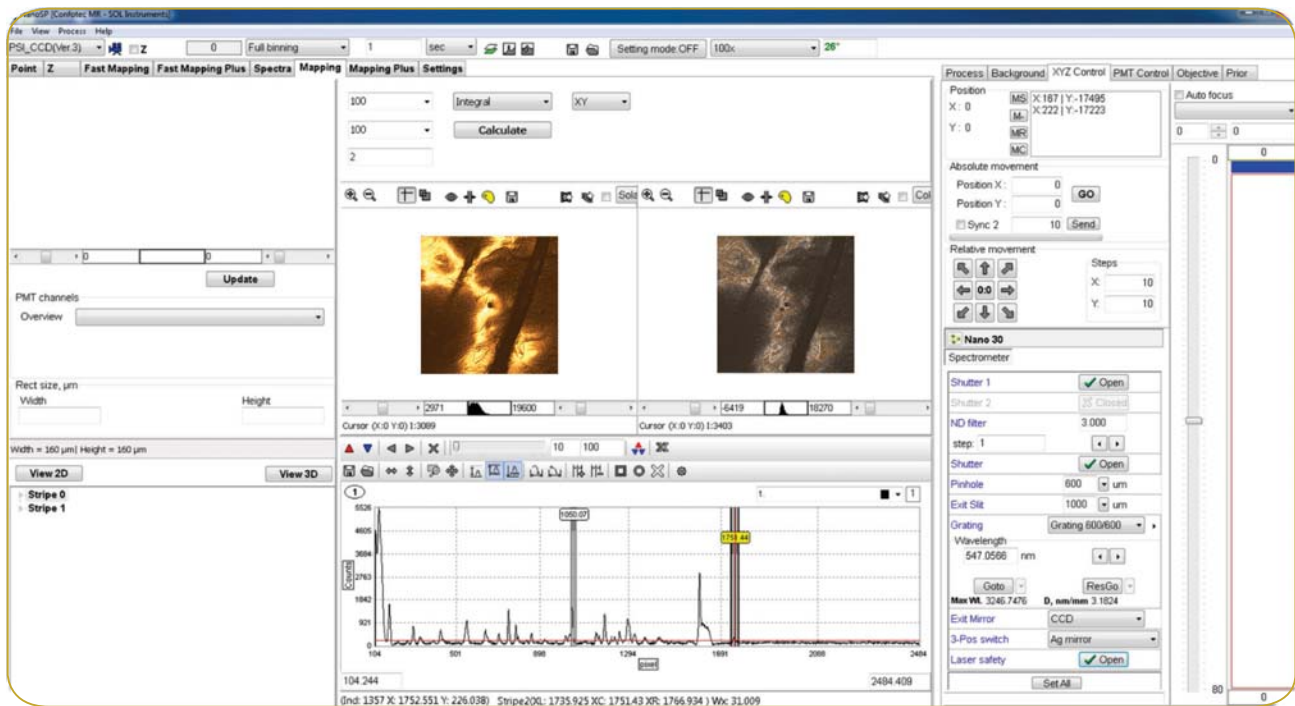 NanoSP (Confotec MR - SOL Instruments)
File View Process Help
PSI_CCD(Ver.3) Z 0 Full binning 1 sec Setting mode:OFF 100x 26°
Point Z Fast Mapping Fast Mapping Plus Spectra Mapping Mapping Plus Settings
100 Integral XY
100 Calculate
2
0 0
Update
PMT channels
Overview
Rect size, µm
Width Height
Width = 160 µm| Height = 160 µm
View 2D View 3D
Stripe 0
Stripe 1
2971 19600
Cursor (X:0 Y:0) I:3089
-6419 18270
Cursor (X:0 Y:0) I:3403
0 10 100
1 1
5526
4605
3684
2763
1842
921
0
Counts
1050.07
1751.44
104 501 898 1294 1691 2088 2484
pixel
104.244 2484.409
(Ind: 1357 X: 1752.551 Y: 226.038) Stripe20XL: 1735.925 XC: 1751.43 XR: 1766.934 ) Wx: 31.009
Process Background XYZ Control PMT Control Objective Prior
Position
X : 0
Y : 0
MS
M-
MR
MC
X:187 | Y:-17495
X:222 | Y:-17223
Absolute movement
Position X : 0
Position Y : 0
GO
Sync 2 10 Send
Relative movement
0:0
Steps
X: 10
Y: 10
Nano 30
Spectrometer
Shutter 1 Open
Shutter 2 Closed
ND filter 3.000
step: 1
Shutter Open
Pinhole 600 um
Exit Slit 1000 um
Grating Grating 600/600
Wavelength
547.0566 nm
Goto ResGo
Max WL 3246.7476 D, nm/mm 3.1824
Exit Mirror CCD
3-Pos switch Ag mirror
Laser safety Open
Set All
Auto focus
0 0
0 0
80 0